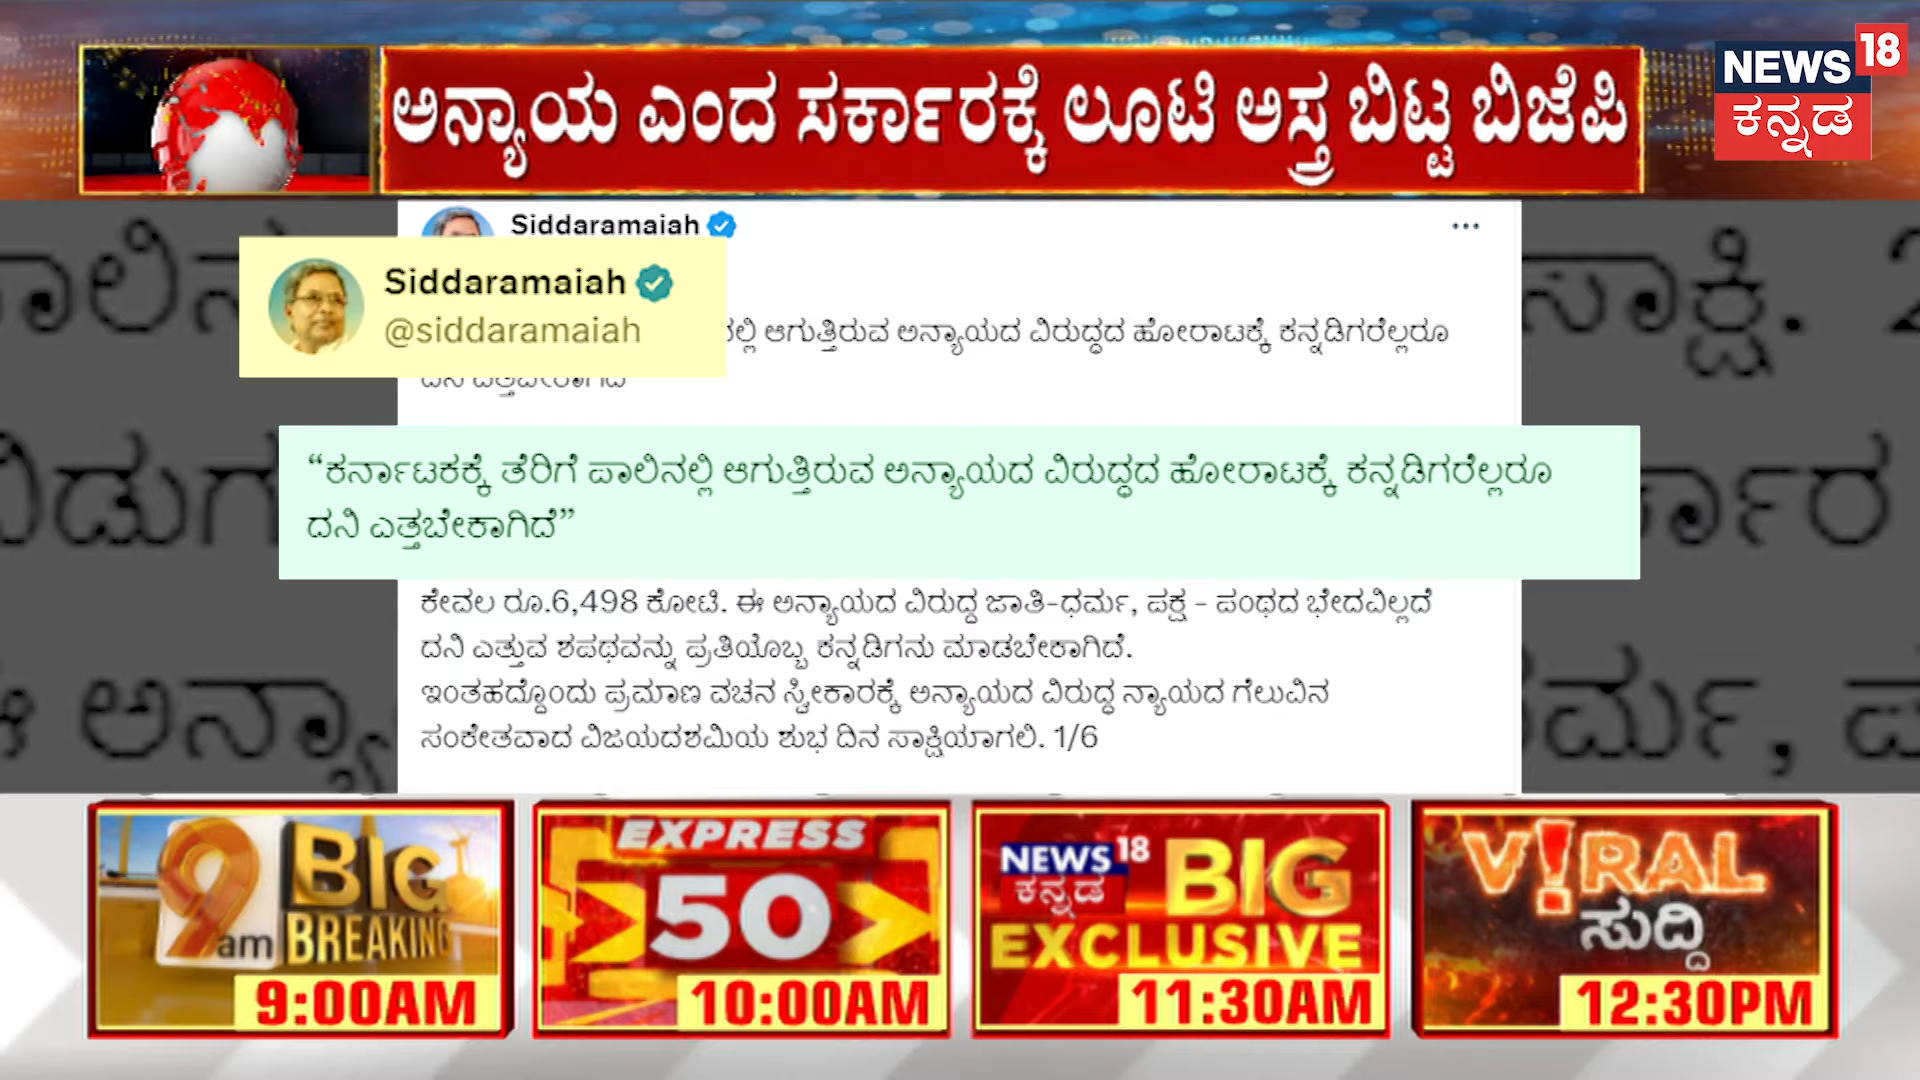 ಅನ್ಯಾಯ ಎಂದ ಸರ್ಕಾರಕ್ಕೆ ಲೂಟಿ ಅಸ್ತ್ರ ಬಿಟ್ಟ ಬಿಜೆಪಿ
NEWS 18
ಕನ್ನಡ
Siddaramaiah
Siddaramaiah
@siddaramaiah
ಆಗುತ್ತಿರುವ ಅನ್ಯಾಯದ ವಿರುದ್ಧದ ಹೋರಾಟಕ್ಕೆ ಕನ್ನಡಿಗರೆಲ್ಲರೂ
“ಕರ್ನಾಟಕಕ್ಕೆ ತೆರಿಗೆ ಪಾಲಿನಲ್ಲಿ ಆಗುತ್ತಿರುವ ಅನ್ಯಾಯದ ವಿರುದ್ಧದ ಹೋರಾಟಕ್ಕೆ ಕನ್ನಡಿಗರೆಲ್ಲರೂ
ದನಿ ಎತ್ತಬೇಕಾಗಿದೆ”
ಕೇವಲ ರೂ.6,498 ಕೋಟಿ. ಈ ಅನ್ಯಾಯದ ವಿರುದ್ದ ಜಾತಿ-ಧರ್ಮ, ಪಕ್ಷ - ಪಂಥದ ಭೇದವಿಲ್ಲದೆ
ದನಿ ಎತ್ತುವ ಶಪಥವನ್ನು ಪ್ರತಿಯೊಬ್ಬ ಕನ್ನಡಿಗನು ಮಾಡಬೇಕಾಗಿದೆ.
ಇಂತಹದ್ದೊಂದು ಪ್ರಮಾಣ ವಚನ ಸ್ವೀಕಾರಕ್ಕೆ ಅನ್ಯಾಯದ ವಿರುದ್ಧ ನ್ಯಾಯದ ಗೆಲುವಿನ
ಸಂಕೇತವಾದ ವಿಜಯದಶಮಿಯ ಶುಭ ದಿನ ಸಾಕ್ಷಿಯಾಗಲಿ. 1/6
ಸಾಕ್ಷಿ.
9am BIG
BREAKING
9:00AM
EXPRESS
50
10:00AM
NEWS 18
ಕನ್ನಡ
BIG
EXCLUSIVE
11:30AM
V!RAL
ಸುದ್ದಿ
12:30PM